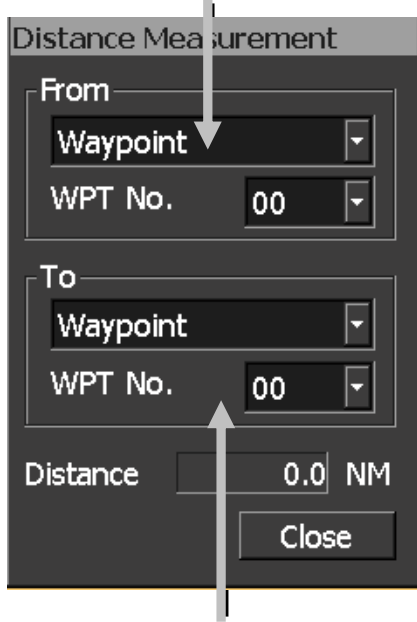 Distance Measurement
From
Waypoint
WPT No. 00
To
Waypoint
WPT No. 00
Distance 0.0 NM
Close